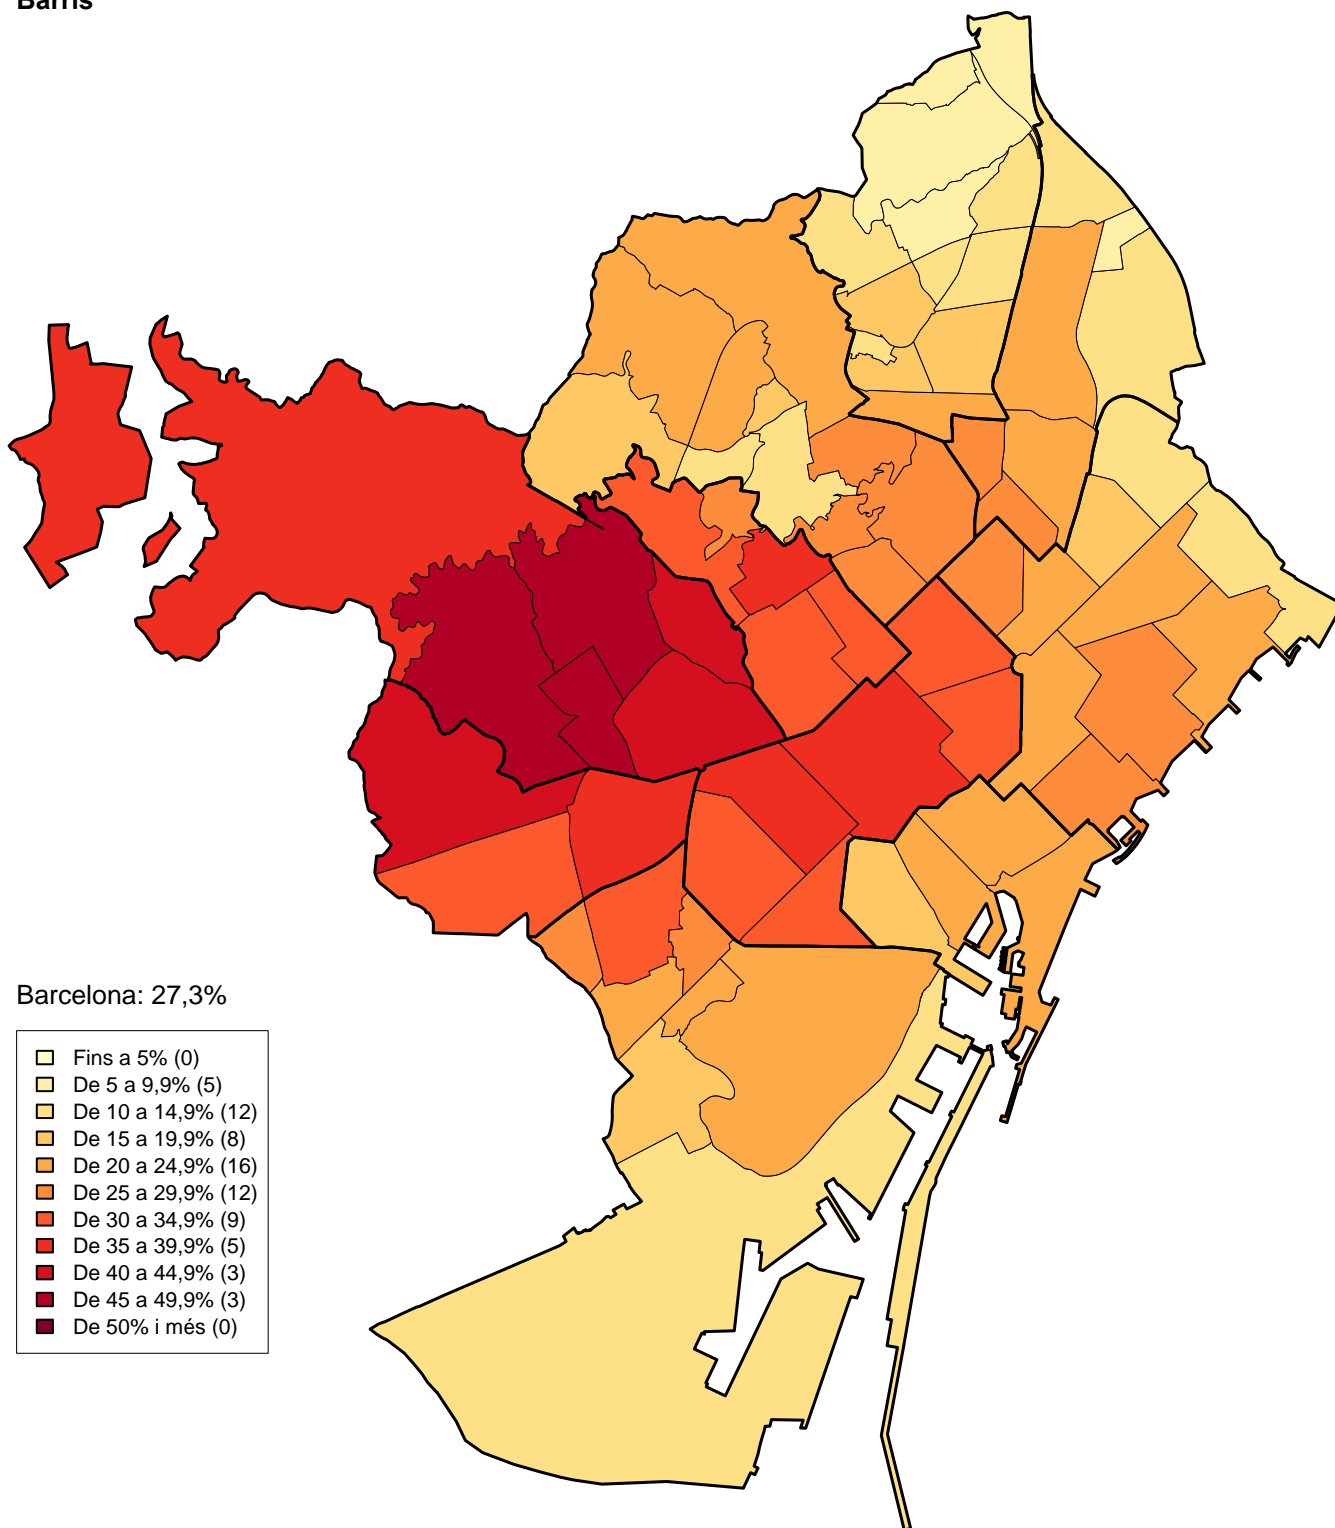 Barris
Barcelona: 27,3%
Fins a 5% (0)
De 5 a 9,9% (5)
De 10 a 14,9% (12)
De 15 a 19,9% (8)
De 20 a 24,9% (16)
De 25 a 29,9% (12)
De 30 a 34,9% (9)
De 35 a 39,9% (5)
De 40 a 44,9% (3)
De 45 a 49,9% (3)
De 50% i més (0)